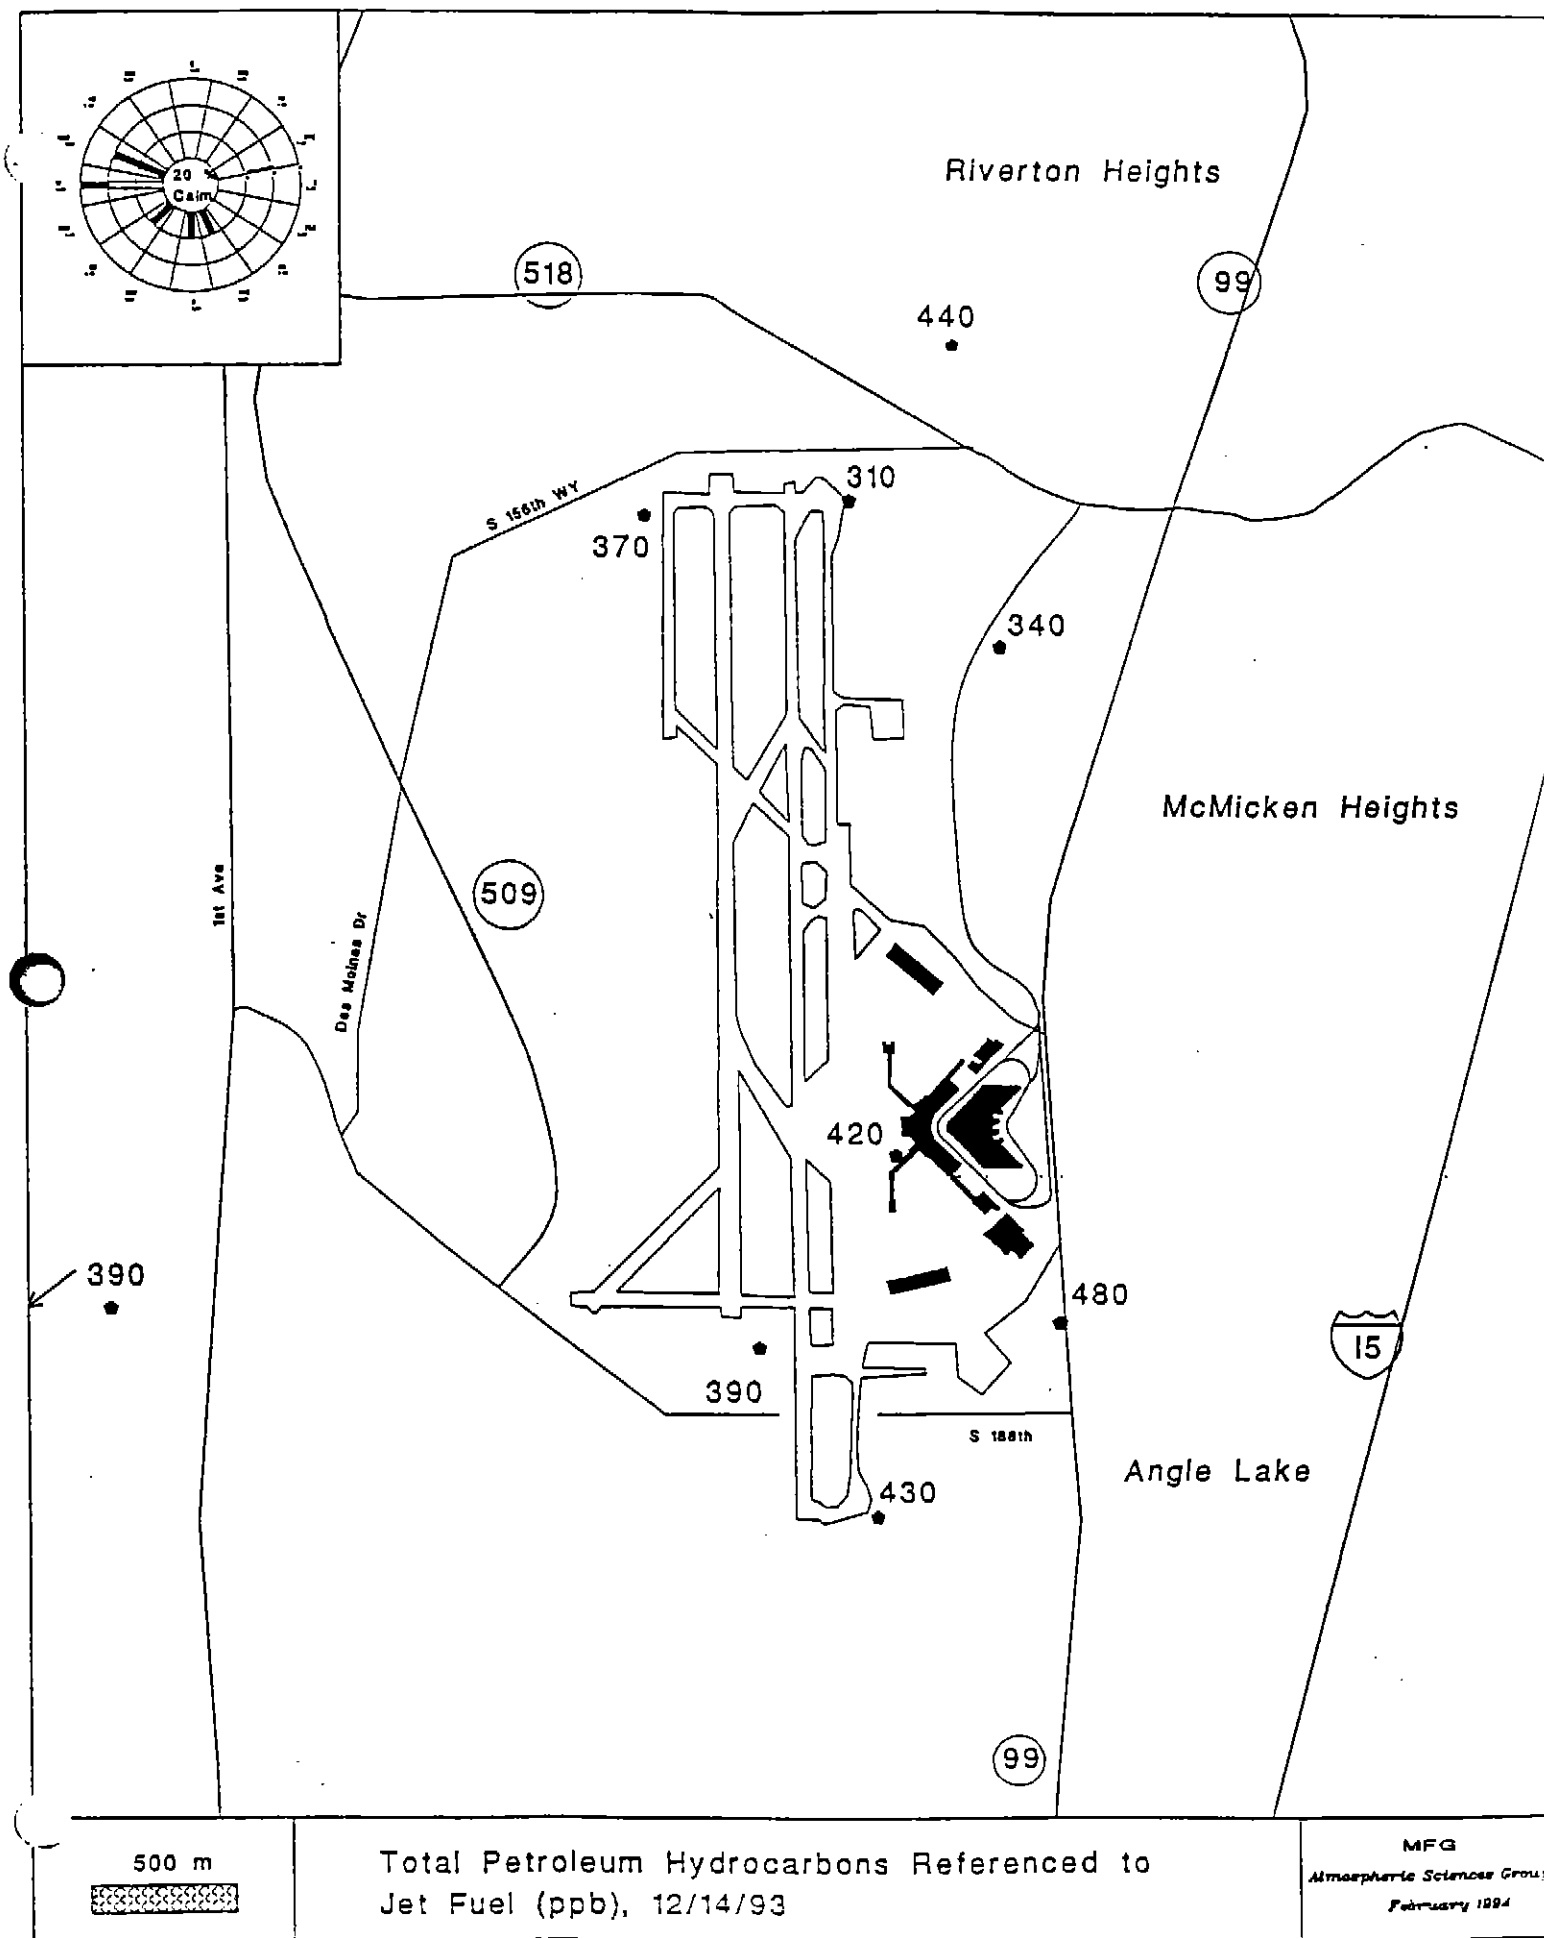 20 %
Calm
Riverton Heights
518
99
440
S 156th WY
310
370
340
McMicken Heights
1st Ave
509
Des Moines Dr
420
390
480
15
390
S 188th
Angle Lake
430
99
500 m
Total Petroleum Hydrocarbons Referenced to
Jet Fuel (ppb), 12/14/93
MFG
Atmospheric Sciences Group
February 1994